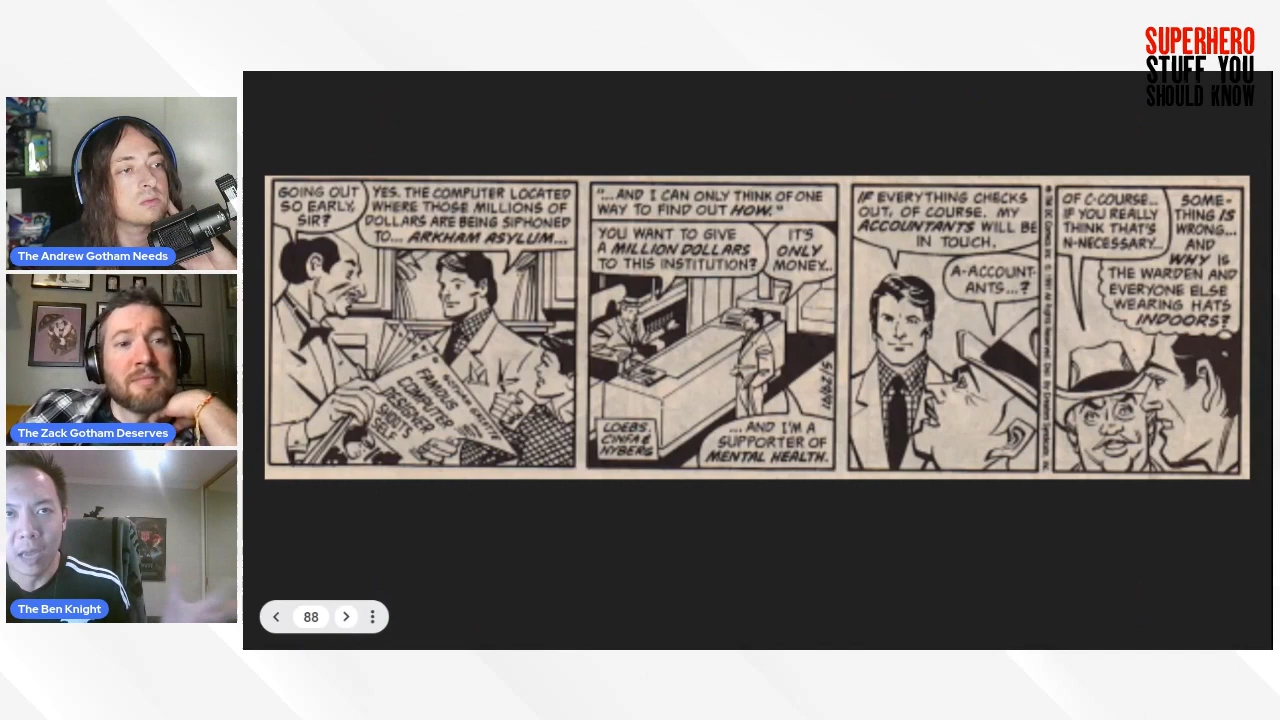 SUPERHERO
STUFF YOU
SHOULD KNOW
The Andrew Gotham Needs
The Zack Gotham Deserves
The Ben Knight
GOING OUT
SO EARLY,
SIR?
YES. THE COMPUTER LOCATED
WHERE THOSE MILLIONS OF
DOLLARS ARE BEING SIPHONED
TO... ARKHAM ASYLUM...
GOTHAM GAZETTE
FAMOUS
COMPUTER
DESIGNER
SHOOTS
SELF
"...AND I CAN ONLY THINK OF ONE
WAY TO FIND OUT HOW."
YOU WANT TO GIVE
A MILLION DOLLARS
TO THIS INSTITUTION?
IT'S
ONLY
MONEY...
...AND I'M A
SUPPORTER OF
MENTAL HEALTH.
LOEBS,
CINFA &
NYBERG
IF EVERYTHING CHECKS
OUT, OF COURSE. MY
ACCOUNTANTS WILL BE
IN TOUCH.
A-ACCOUNT-
ANTS...?
OF C-COURSE...
IF YOU REALLY
THINK THAT'S
N-NECESSARY...
SOME-
THING IS
WRONG...
AND
WHY IS
THE WARDEN AND
EVERYONE ELSE
WEARING HATS
INDOORS?
88